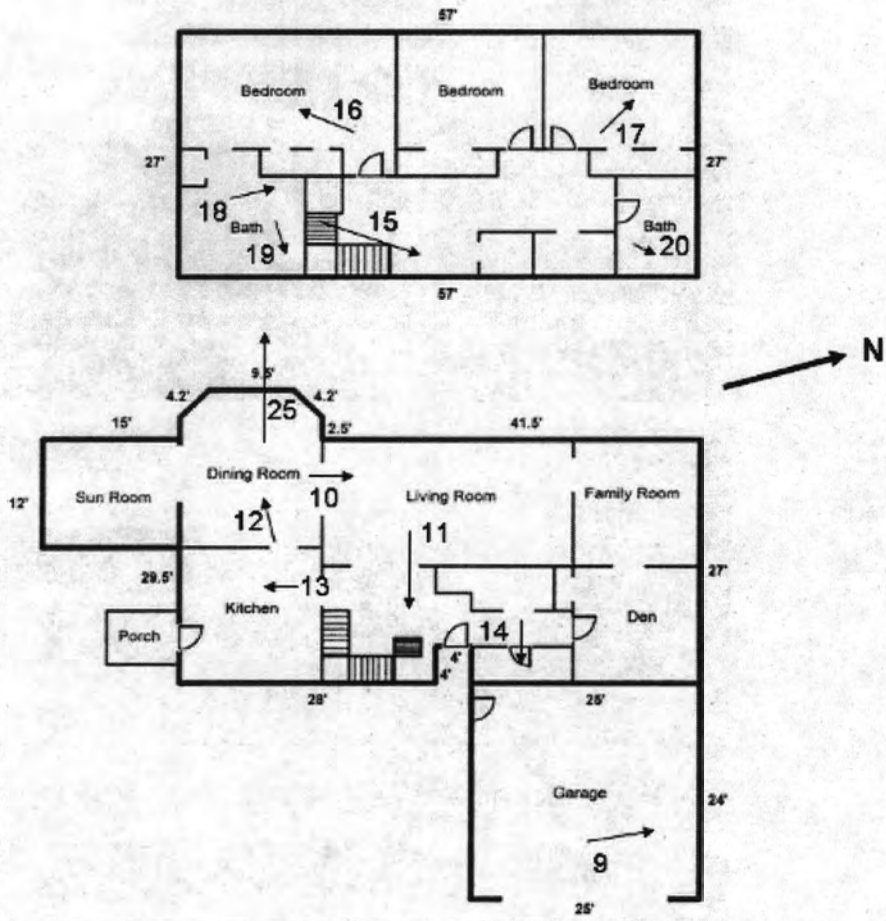 57'
Bedroom
Bedroom
Bedroom
16
17
27'
27'
18
15
Bath
Bath
19
20
57'
N
9.5'
4.2'
4.2'
25
15'
2.5'
41.5'
Dining Room
12'
Sun Room
10
Living Room
Family Room
12
11
29.5'
13
27'
Kitchen
Porch
14
Den
4'
4'
28'
25'
Garage
24'
9
25'